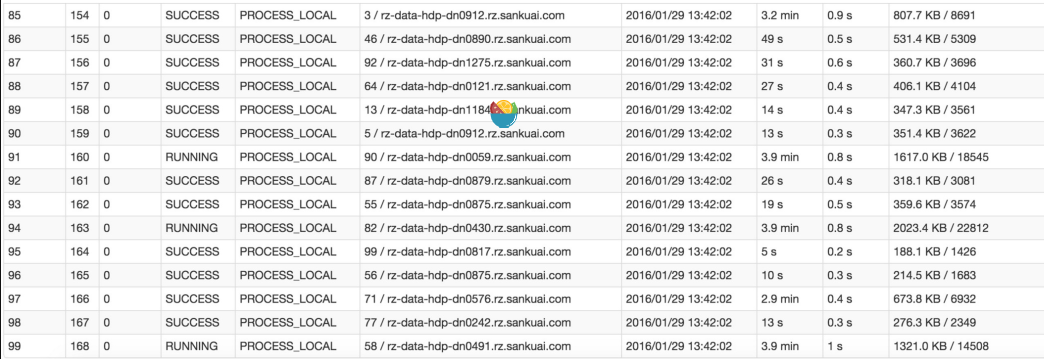 85 154 0 SUCCESS PROCESS_LOCAL 3 / rz-data-hdp-dn0912.rz.sankuai.com 2016/01/29 13:42:02 3.2 min 0.9 s 807.7 KB / 8691
86 155 0 SUCCESS PROCESS_LOCAL 46 / rz-data-hdp-dn0890.rz.sankuai.com 2016/01/29 13:42:02 49 s 0.5 s 531.4 KB / 5309
87 156 0 SUCCESS PROCESS_LOCAL 92 / rz-data-hdp-dn1275.rz.sankuai.com 2016/01/29 13:42:02 31 s 0.6 s 360.7 KB / 3696
88 157 0 SUCCESS PROCESS_LOCAL 64 / rz-data-hdp-dn0121.rz.sankuai.com 2016/01/29 13:42:02 27 s 0.4 s 406.1 KB / 4104
89 158 0 SUCCESS PROCESS_LOCAL 13 / rz-data-hdp-dn1184 nkuai.com 2016/01/29 13:42:02 14 s 0.4 s 347.3 KB / 3561
90 159 0 SUCCESS PROCESS_LOCAL 5 / rz-data-hdp-dn0912.rz.sankuai.com 2016/01/29 13:42:02 13 s 0.3 s 351.4 KB / 3622
91 160 0 RUNNING PROCESS_LOCAL 90 / rz-data-hdp-dn0059.rz.sankuai.com 2016/01/29 13:42:02 3.9 min 0.8 s 1617.0 KB / 18545
92 161 0 SUCCESS PROCESS_LOCAL 87 / rz-data-hdp-dn0879.rz.sankuai.com 2016/01/29 13:42:02 26 s 0.4 s 318.1 KB / 3081
93 162 0 SUCCESS PROCESS_LOCAL 55 / rz-data-hdp-dn0875.rz.sankuai.com 2016/01/29 13:42:02 19 s 0.5 s 359.6 KB / 3574
94 163 0 RUNNING PROCESS_LOCAL 82 / rz-data-hdp-dn0430.rz.sankuai.com 2016/01/29 13:42:02 3.9 min 0.8 s 2023.4 KB / 22812
95 164 0 SUCCESS PROCESS_LOCAL 99 / rz-data-hdp-dn0817.rz.sankuai.com 2016/01/29 13:42:02 5 s 0.2 s 188.1 KB / 1426
96 165 0 SUCCESS PROCESS_LOCAL 56 / rz-data-hdp-dn0875.rz.sankuai.com 2016/01/29 13:42:02 10 s 0.3 s 214.5 KB / 1683
97 166 0 SUCCESS PROCESS_LOCAL 71 / rz-data-hdp-dn0576.rz.sankuai.com 2016/01/29 13:42:02 2.9 min 0.4 s 673.8 KB / 6932
98 167 0 SUCCESS PROCESS_LOCAL 77 / rz-data-hdp-dn0242.rz.sankuai.com 2016/01/29 13:42:02 13 s 0.3 s 276.3 KB / 2349
99 168 0 RUNNING PROCESS_LOCAL 58 / rz-data-hdp-dn0491.rz.sankuai.com 2016/01/29 13:42:02 3.9 min 1 s 1321.0 KB / 14508